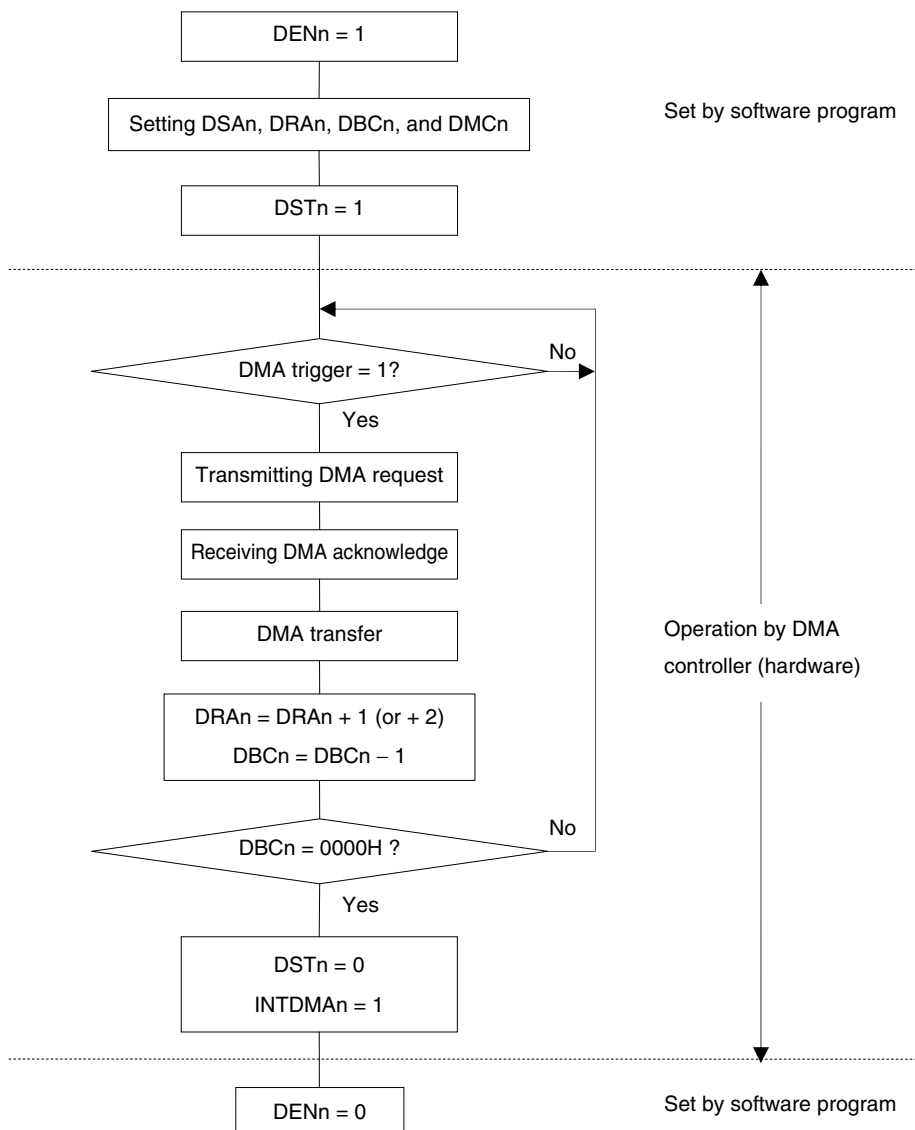 DENn = 1
Setting DSAn, DRAn, DBCn, and DMCn
Set by software program
DSTn = 1
DMA trigger = 1?
No
Yes
Transmitting DMA request
Receiving DMA acknowledge
DMA transfer
Operation by DMA
controller (hardware)
DRAn = DRAn + 1 (or + 2)
DBCn = DBCn − 1
DBCn = 0000H ?
No
Yes
DSTn = 0
INTDMAn = 1
DENn = 0
Set by software program